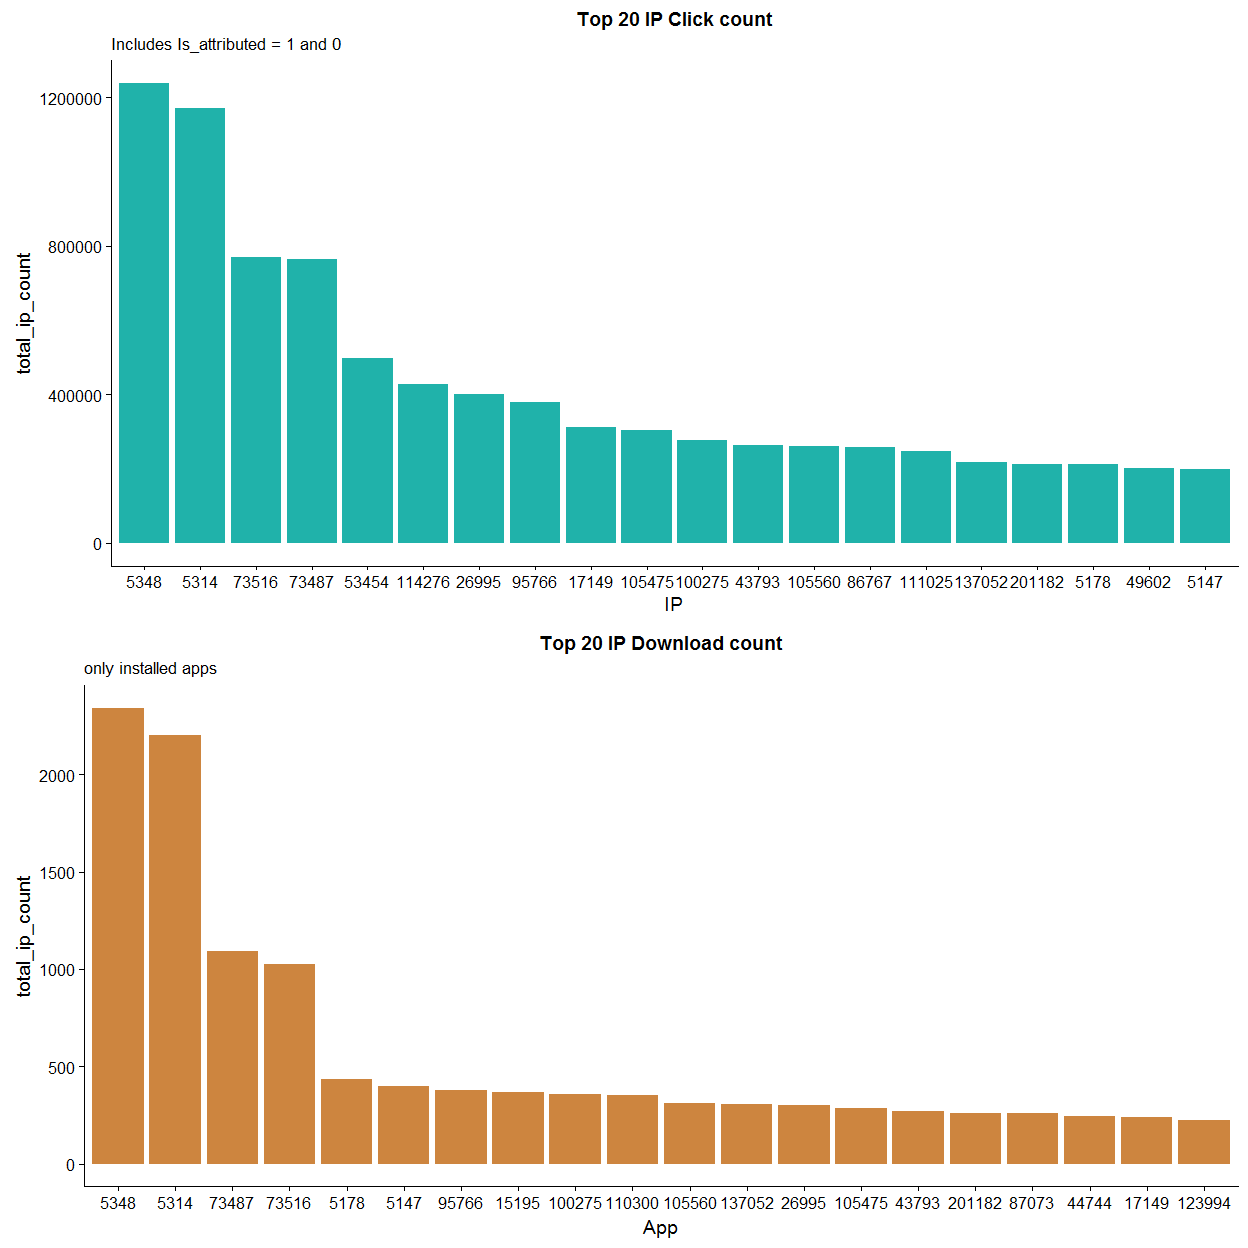 Top 20 IP Click count
Includes Is_attributed = 1 and 0
total_ip_count
1200000
800000
400000
0
5348 5314 73516 73487 53454 114276 26995 95766 17149 105475 100275 43793 105560 86767 111025 137052 201182 5178 49602 5147
IP
Top 20 IP Download count
only installed apps
total_ip_count
2000
1500
1000
500
0
5348 5314 73487 73516 5178 5147 95766 15195 100275 110300 105560 137052 26995 105475 43793 201182 87073 44744 17149 123994
App